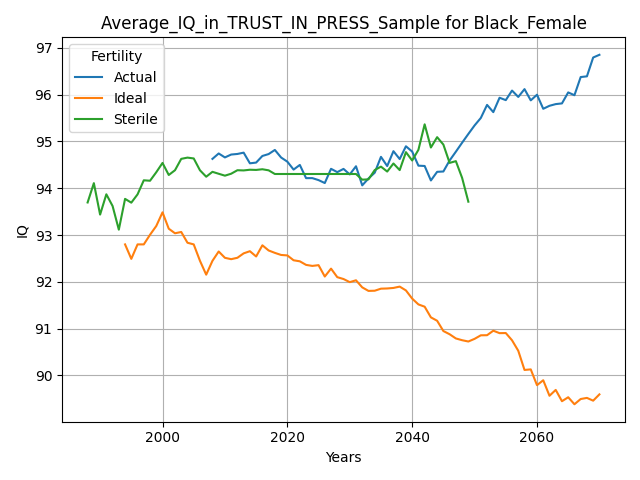 Average_IQ_in_TRUST_IN_PRESS_Sample for Black_Female
Fertility
Actual
Ideal
Sterile
97
96
95
94
93
92
91
90
IQ
2000
2020
2040
2060
Years